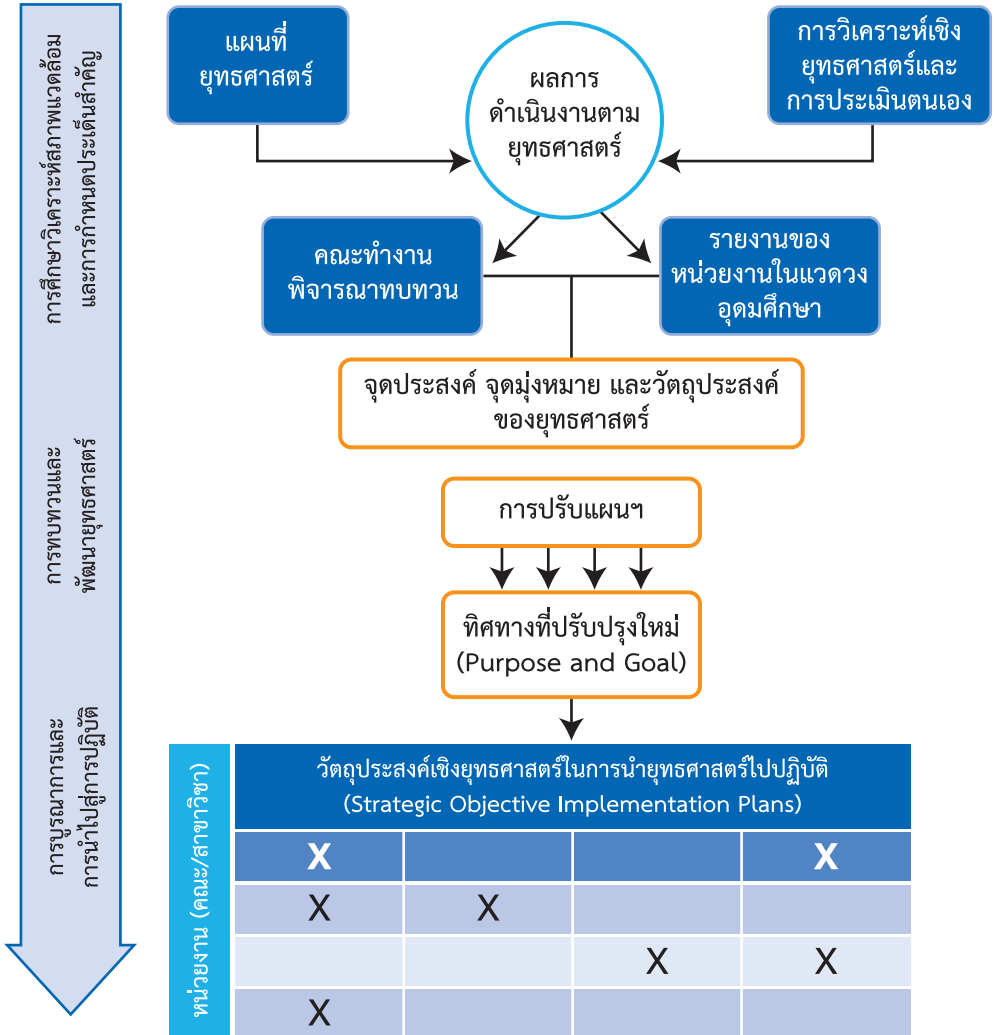 การศึกษาวิเคราะห์สภาพแวดล้อม
และการกำหนดประเด็นสำคัญ
แผนที่
ยุทธศาสตร์
ผลการ
ดำเนินงานตาม
ยุทธศาสตร์
การวิเคราะห์เชิง
ยุทธศาสตร์และ
การประเมินตนเอง
คณะทำงาน
พิจารณาทบทวน
รายงานของ
หน่วยงานในแวดวง
อุดมศึกษา
จุดประสงค์ จุดมุ่งหมาย และวัตถุประสงค์
ของยุทธศาสตร์
การทบทวนและ
พัฒนายุทธศาสตร์
การปรับแผนฯ
ทิศทางที่ปรับปรุงใหม่
(Purpose and Goal)
การบูรณาการและ
การนำไปสู่การปฏิบัติ
หน่วยงาน (คณะ/สาขาวิชา)
วัตถุประสงค์เชิงยุทธศาสตร์ในการนำยุทธศาสตร์ไปปฏิบัติ
(Strategic Objective Implementation Plans)
X X
X X
X X
X